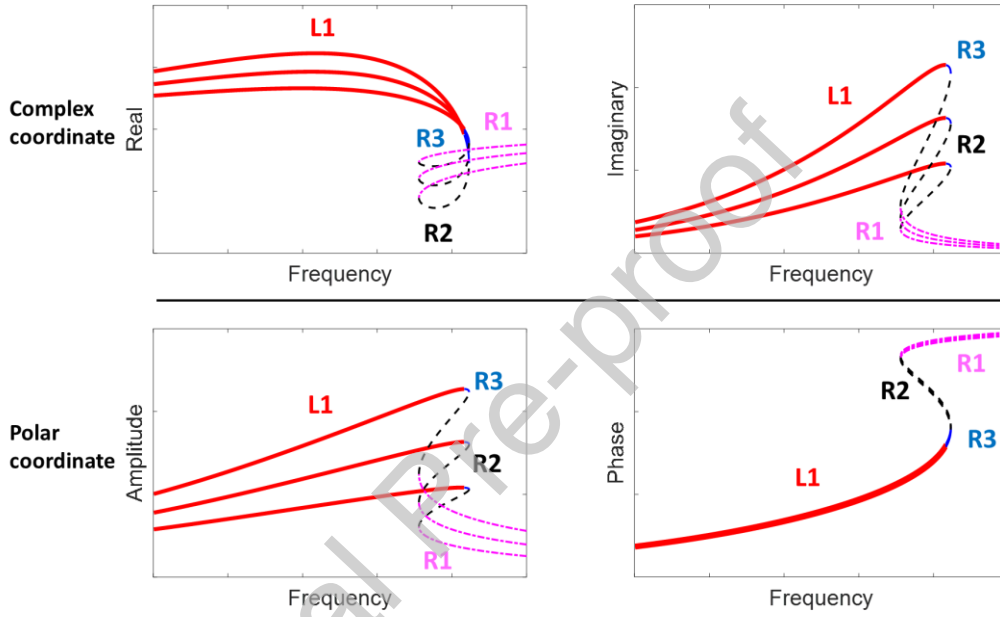 Complex
coordinate
Real
L1
R3
R1
R2
Frequency
Imaginary
L1
R3
R2
R1
Frequency
Polar
coordinate
Amplitude
L1
R3
R2
R1
Frequency
Phase
L1
R1
R2
R3
Frequency
al Pre-proof